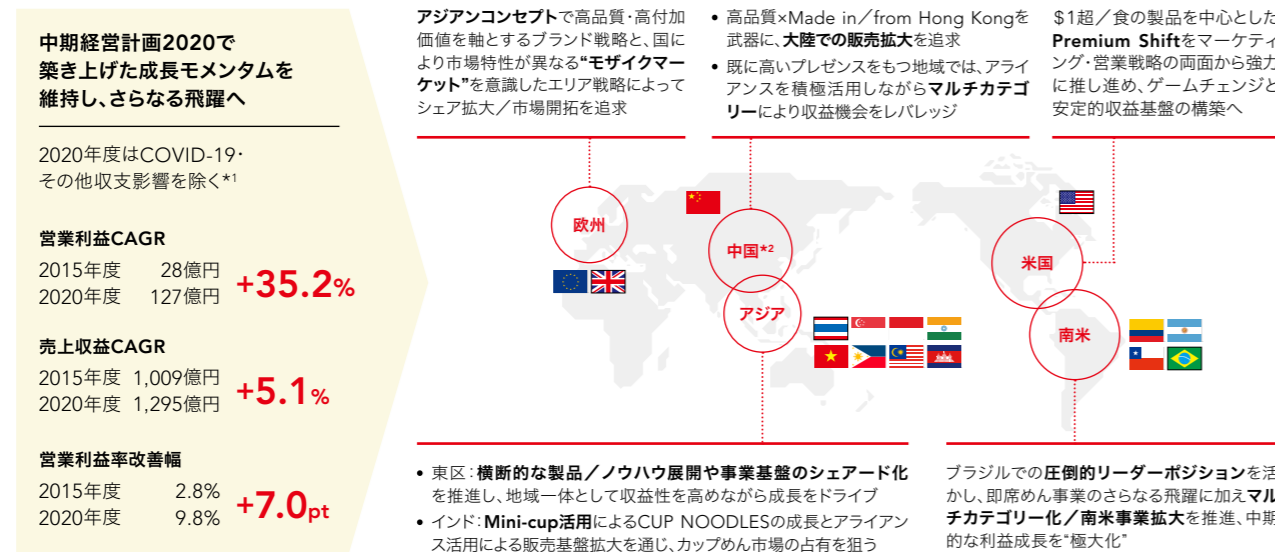 中期経営計画2020で
築き上げた成長モメンタムを
維持し、さらなる飛躍へ
2020年度はCOVID-19・
その他収支影響を除く*1
営業利益CAGR
2015年度 28億円
2020年度 127億円
+35.2%
売上収益CAGR
2015年度 1,009億円
2020年度 1,295億円
+5.1%
営業利益率改善幅
2015年度 2.8%
2020年度 9.8%
+7.0pt
アジアンコンセプトで高品質・高付加
価値を軸とするブランド戦略と、国に
より市場特性が異なる“モザイクマー
ケット”を意識したエリア戦略によって
シェア拡大/市場開拓を追求
• 高品質×Made in/from Hong Kongを
武器に、大陸での販売拡大を追求
• 既に高いプレゼンスをもつ地域では、アライ
アンスを積極活用しながらマルチカテゴ
リーにより収益機会をレバレッジ
$1超/食の製品を中心とした
Premium Shiftをマーケティ
ング・営業戦略の両面から強力
に推し進め、ゲームチェンジと
安定的収益基盤の構築へ
欧州
中国*2
アジア
米国
南米
• 東区:横断的な製品/ノウハウ展開や事業基盤のシェアード化
を推進し、地域一体として収益性を高めながら成長をドライブ
• インド:Mini-cup活用によるCUP NOODLESの成長とアライアン
ス活用による販売基盤拡大を通じ、カップめん市場の占有を狙う
ブラジルでの圧倒的リーダーポジションを活
かし、即席めん事業のさらなる飛躍に加えマル
チカテゴリー化/南米事業拡大を推進、中期
的な利益成長を“極大化”